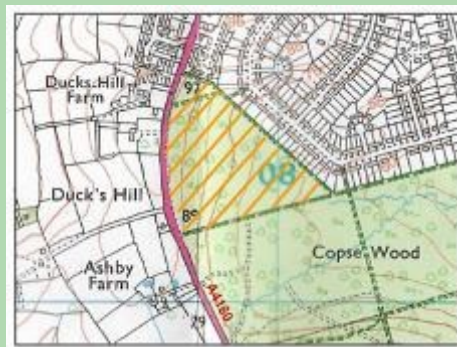 Ducks Hill
Farm
97
08
Duck's Hill
89
Copse Wood
Ashby
Farm
A4180
79